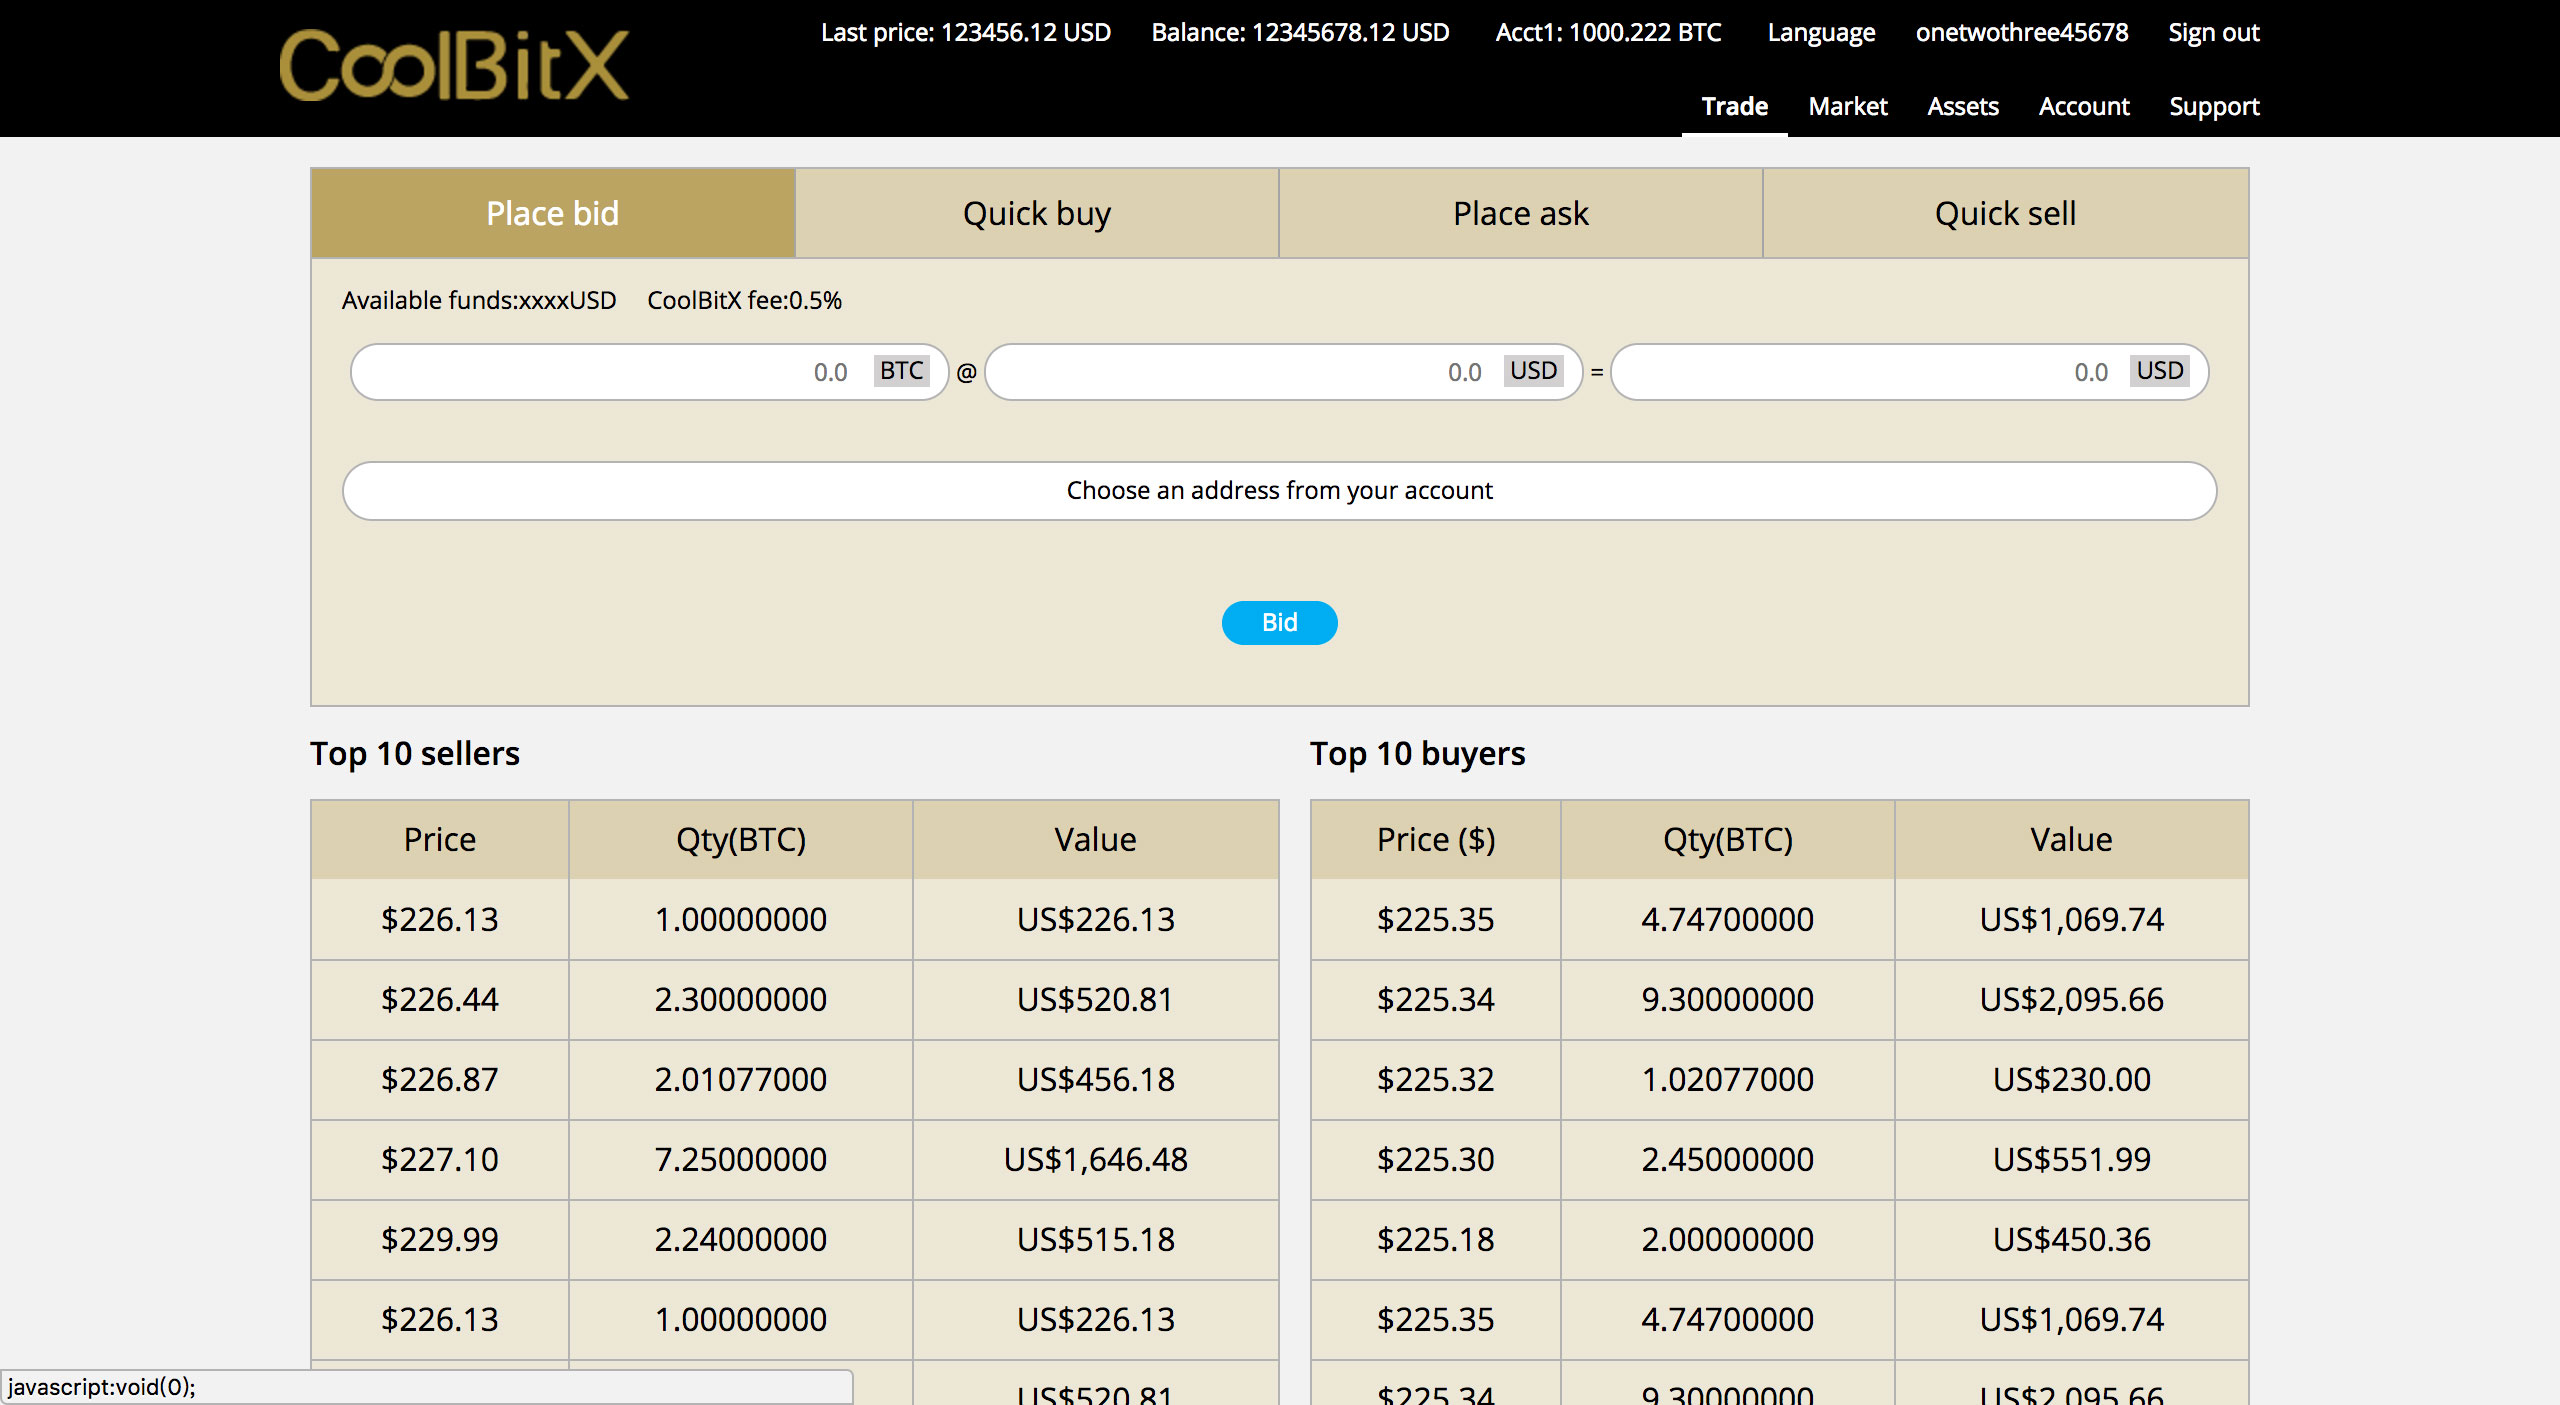 CoolBitX
Last price: 123456.12 USD Balance: 12345678.12 USD Acct1: 1000.222 BTC Language onetwothree45678 Sign out
Trade Market Assets Account Support
Place bid Quick buy Place ask Quick sell
Available funds:xxxxUSD CoolBitX fee:0.5%
0.0 BTC @ 0.0 USD = 0.0 USD
Choose an address from your account
Bid
Top 10 sellers
Price Qty(BTC) Value
$226.13 1.00000000 US$226.13
$226.44 2.30000000 US$520.81
$226.87 2.01077000 US$456.18
$227.10 7.25000000 US$1,646.48
$229.99 2.24000000 US$515.18
$226.13 1.00000000 US$226.13
US$520.81
Top 10 buyers
Price ($) Qty(BTC) Value
$225.35 4.74700000 US$1,069.74
$225.34 9.30000000 US$2,095.66
$225.32 1.02077000 US$230.00
$225.30 2.45000000 US$551.99
$225.18 2.00000000 US$450.36
$225.35 4.74700000 US$1,069.74
$225.34 9.30000000 US$2,095.66
javascript:void(0);